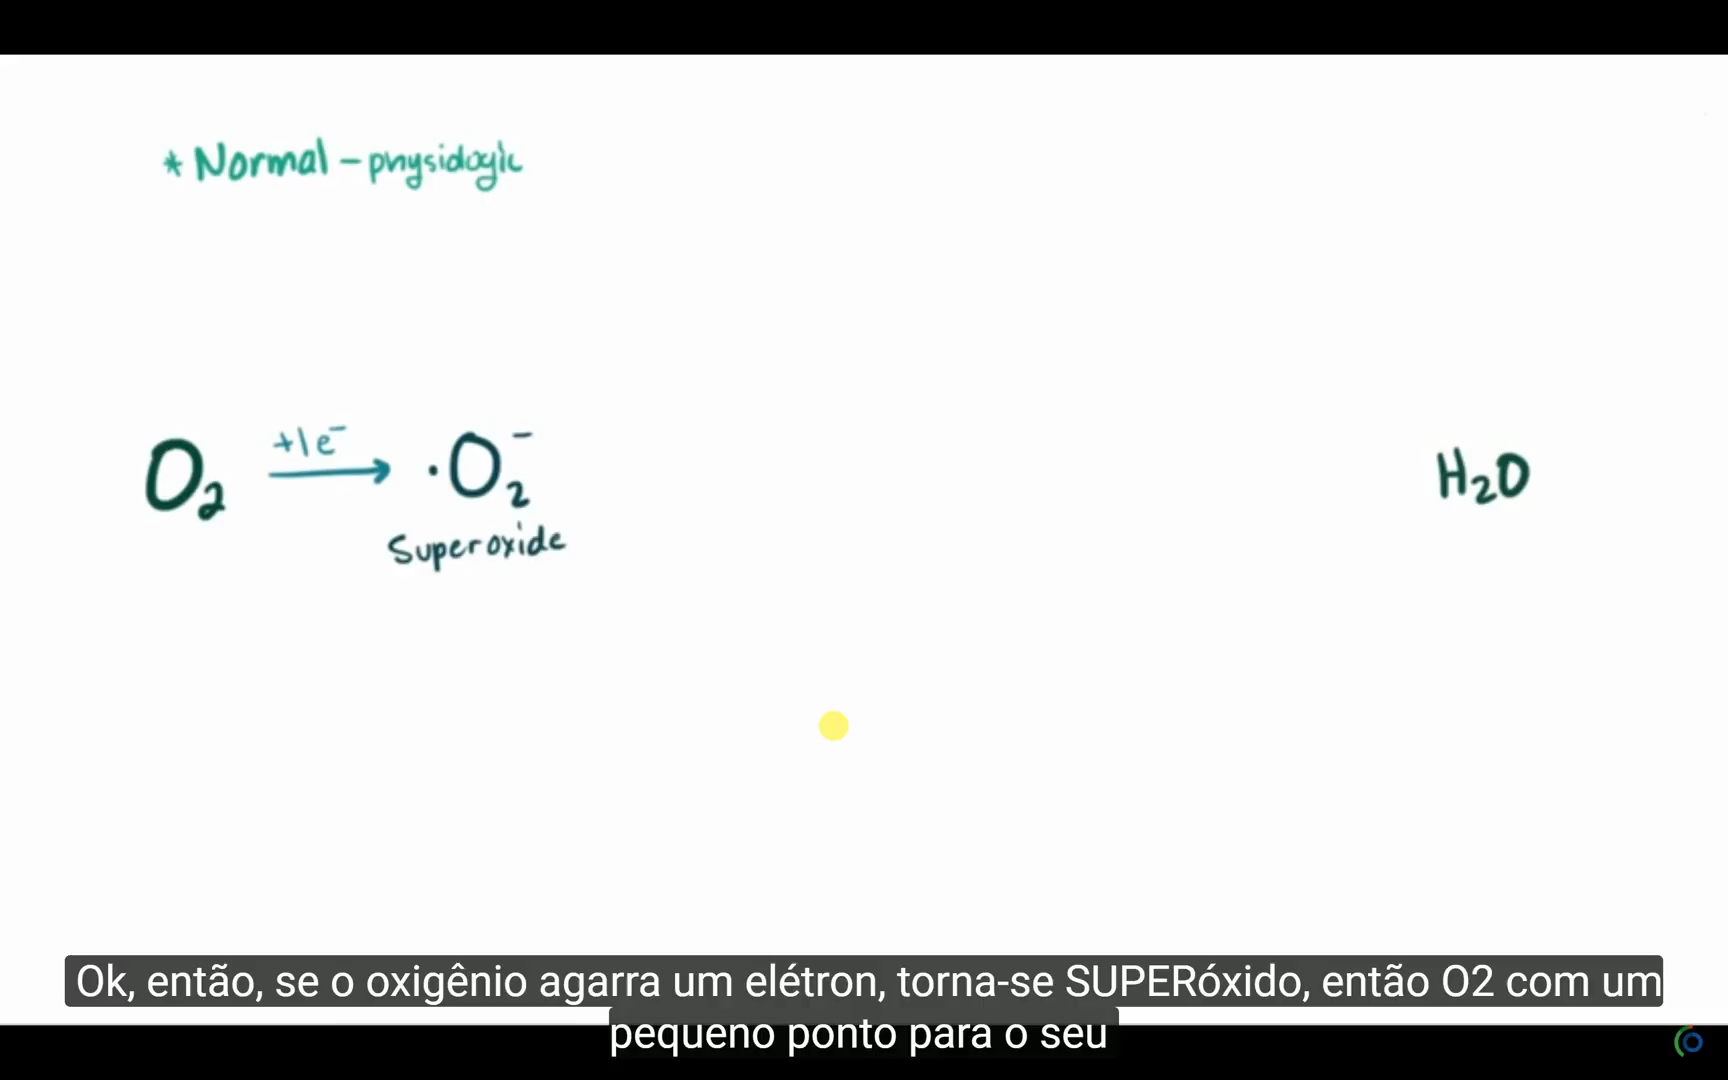 * Normal - physiologic
+1e⁻
O₂ → ·O₂⁻ H₂O
Superoxide
Ok, então, se o oxigênio agarra um elétron, torna-se SUPERóxido, então O2 com um
pequeno ponto para o seu